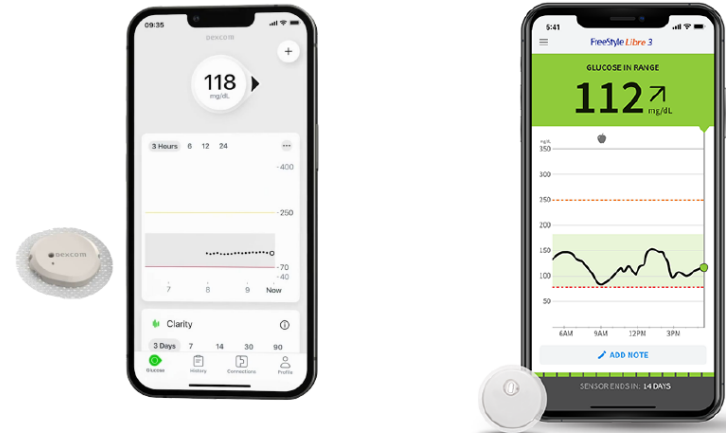 09:35
Dexcom
+
118
mg/dL
3 Hours 6 12 24
400
250
70
40
7 8 9 Now
Clarity
3 Days 7 14 30 90
Glucose History Connections Profile
Dexcom
5:41
FreeStyle Libre 3
GLUCOSE IN RANGE
112
mg/dL
mg/dL
350
300
250
200
150
100
50
6AM 9AM 12PM 3PM
ADD NOTE
SENSOR ENDS IN: 14 DAYS